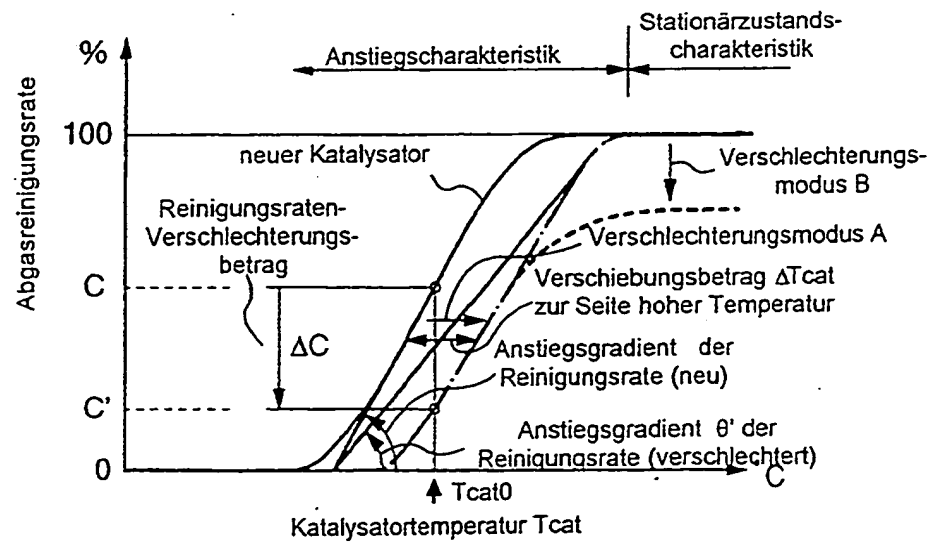 Stationärzustands-
charakteristik
Anstiegscharakteristik
%
Abgasreinigungsrate
100
neuer Katalysator
Verschlechterungs-
modus B
Reinigungsraten-
Verschlechterungs-
betrag
Verschlechterungsmodus A
Verschiebungsbetrag ΔTcat
zur Seite hoher Temperatur
C
ΔC
Anstiegsgradient der
Reinigungsrate (neu)
C'
Anstiegsgradient θ' der
Reinigungsrate (verschlechtert)
0
°C
Tcat0
Katalysatortemperatur Tcat